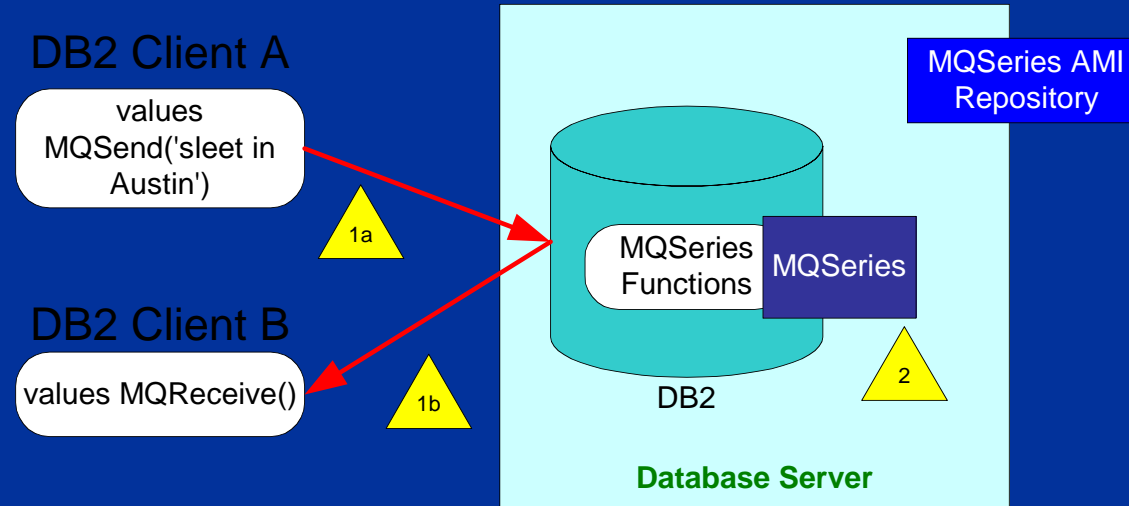 DB2 Client A
values
MQSend('sleet in
Austin')
1a
DB2 Client B
values MQReceive()
1b
MQSeries AMI
Repository
MQSeries
Functions
MQSeries
DB2
2
Database Server